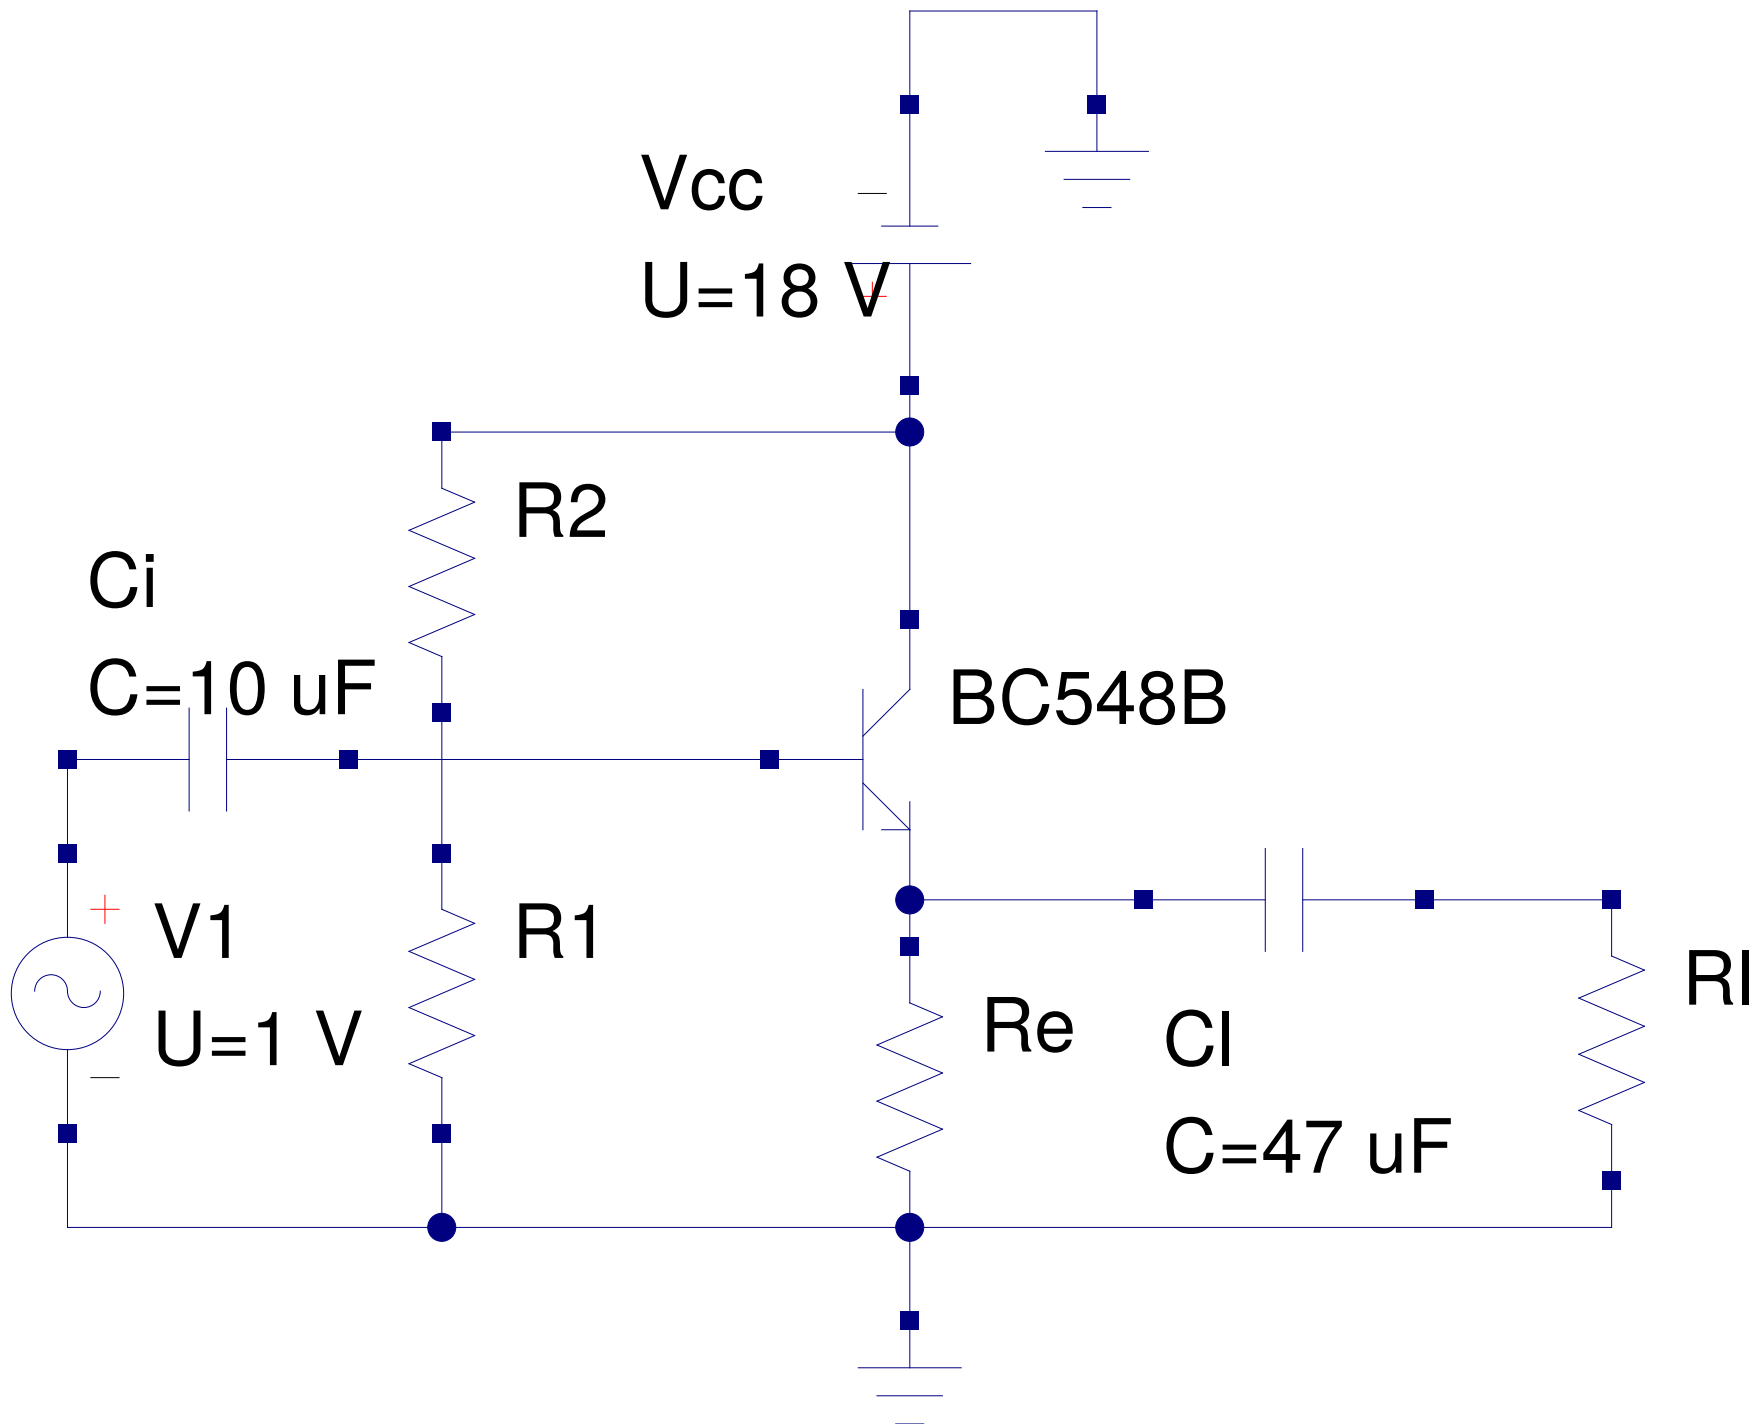 Vcc
U=18 V
R2
Ci
C=10 uF
BC548B
V1
U=1 V
R1
Re
Cl
C=47 uF
Rl